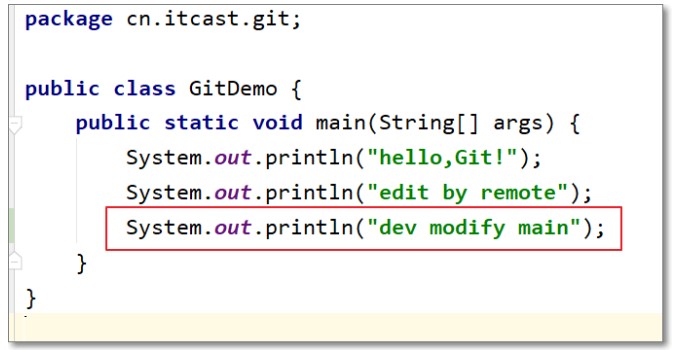 package cn.itcast.git;
public class GitDemo {
public static void main(String[] args) {
System.out.println("hello,Git!");
System.out.println("edit by remote");
System.out.println("dev modify main");
}
}